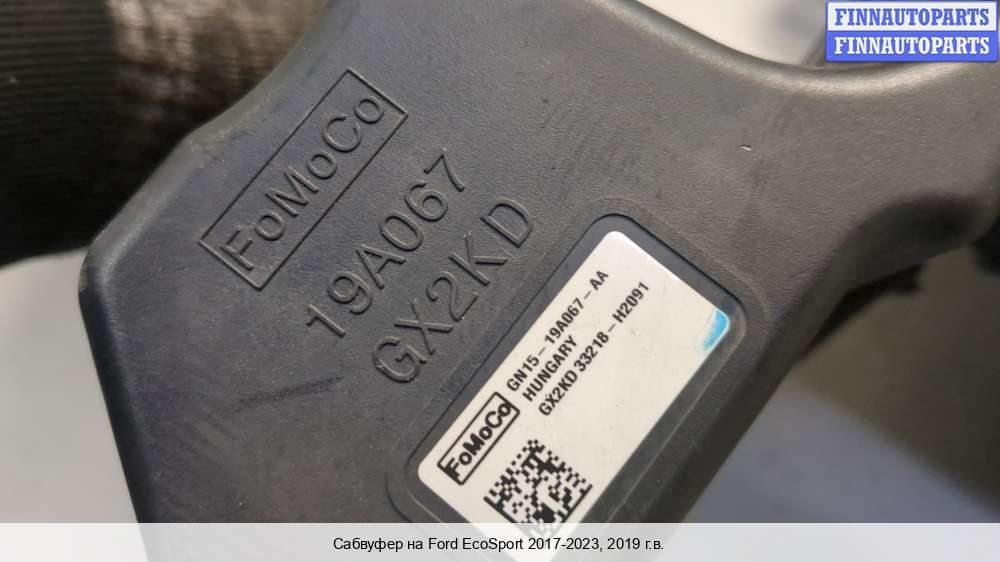 FINNAUTOPARTS
FINNAUTOPARTS
FoMoCo
19A067
GX2KD
FoMoCo
GN15-19A067-AA
HUNGARY
GX2KD 33218-H2091
Сабвуфер на Ford EcoSport 2017-2023, 2019 г.в.